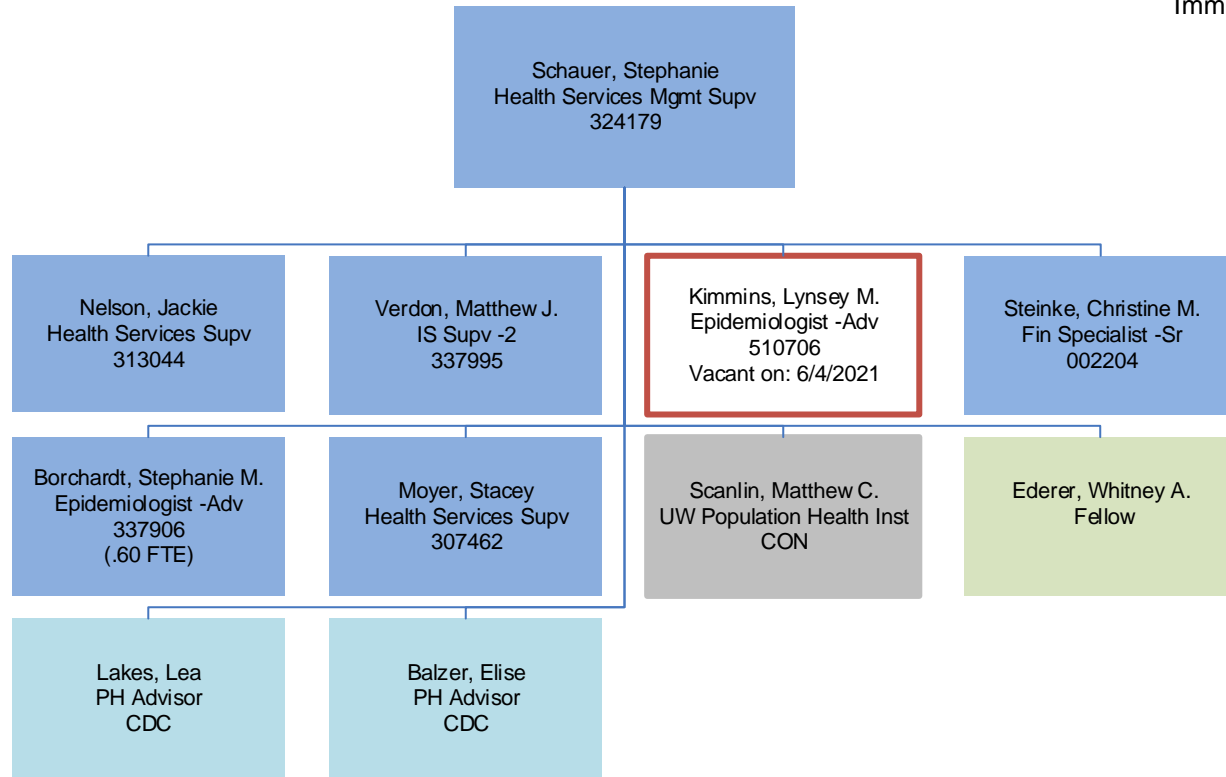 Imm
Schauer, Stephanie
Health Services Mgmt Supv
324179
Nelson, Jackie
Health Services Supv
313044
Verdon, Matthew J.
IS Supv -2
337995
Kimmins, Lynsey M.
Epidemiologist -Adv
510706
Vacant on: 6/4/2021
Steinke, Christine M.
Fin Specialist -Sr
002204
Borchardt, Stephanie M.
Epidemiologist -Adv
337906
(.60 FTE)
Moyer, Stacey
Health Services Supv
307462
Scanlin, Matthew C.
UW Population Health Inst
CON
Ederer, Whitney A.
Fellow
Lakes, Lea
PH Advisor
CDC
Balzer, Elise
PH Advisor
CDC